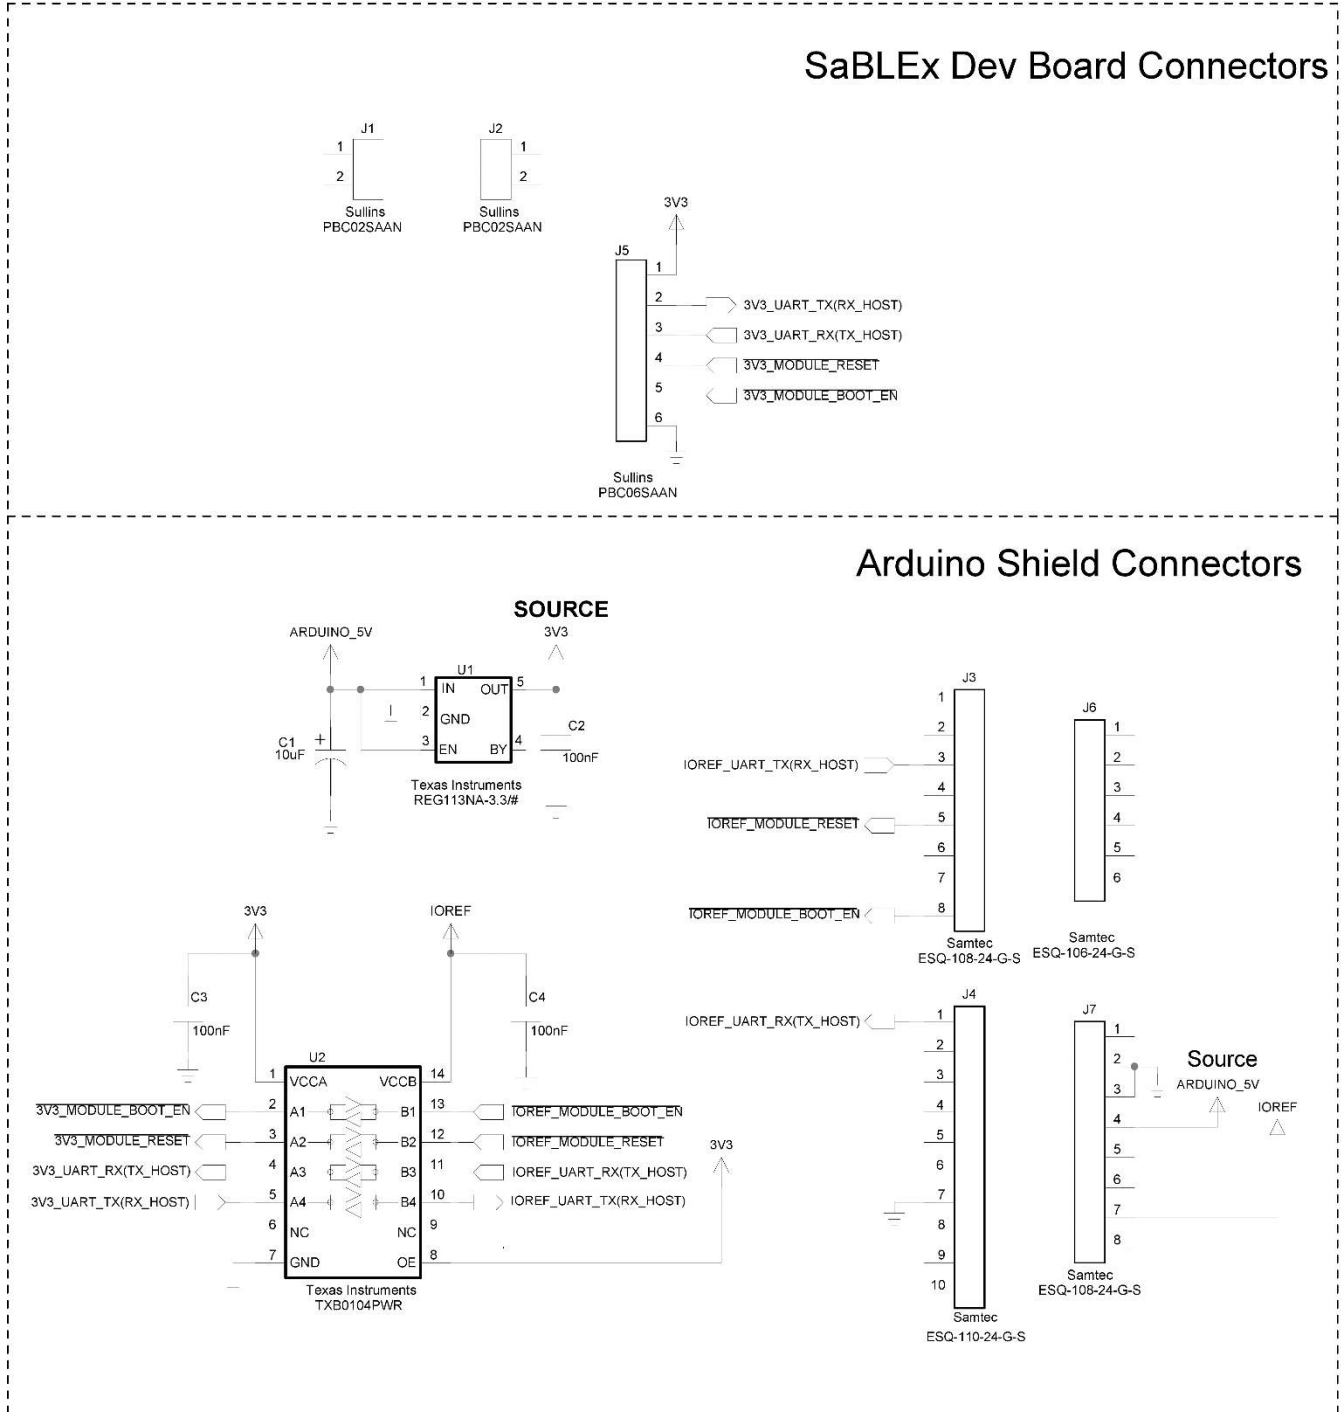 SaBLEx Dev Board Connectors
J1
1
2
Sullins
PBC02SAAN
J2
1
2
Sullins
PBC02SAAN
3V3
J5
1
2
3V3_UART_TX(RX_HOST)
3
3V3_UART_RX(TX_HOST)
4
3V3_MODULE_RESET
5
3V3_MODULE_BOOT_EN
6
Sullins
PBC06SAAN
Arduino Shield Connectors
SOURCE
ARDUINO_5V
3V3
U1
1 IN OUT 5
2 GND
3 EN BY 4
C1
+
10uF
C2
100nF
Texas Instruments
REG113NA-3.3/#
J3
1
2
IOREF_UART_TX(RX_HOST) 3
4
IOREF_MODULE_RESET 5
6
7
IOREF_MODULE_BOOT_EN 8
Samtec
ESQ-108-24-G-S
J6
1
2
3
4
5
6
Samtec
ESQ-106-24-G-S
3V3
IOREF
C3
100nF
C4
100nF
U2
1 VCCA VCCB 14
3V3_MODULE_BOOT_EN 2 A1 B1 13 IOREF_MODULE_BOOT_EN
3V3_MODULE_RESET 3 A2 B2 12 IOREF_MODULE_RESET
3V3_UART_RX(TX_HOST) 4 A3 B3 11 IOREF_UART_RX(TX_HOST)
3V3_UART_TX(RX_HOST) 5 A4 B4 10 IOREF_UART_TX(RX_HOST)
6 NC NC 9
7 GND OE 8
3V3
Texas Instruments
TXB0104PWR
J4
IOREF_UART_RX(TX_HOST) 1
2
3
4
5
6
7
8
9
10
Samtec
ESQ-110-24-G-S
J7
1
2
3
4
5
6
7
8
Source
ARDUINO_5V
IOREF
Samtec
ESQ-108-24-G-S